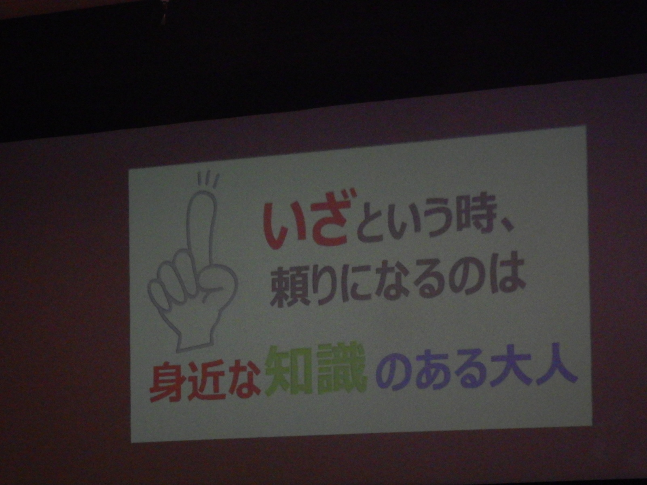 いざという時、
頼りになるのは
身近な知識のある大人